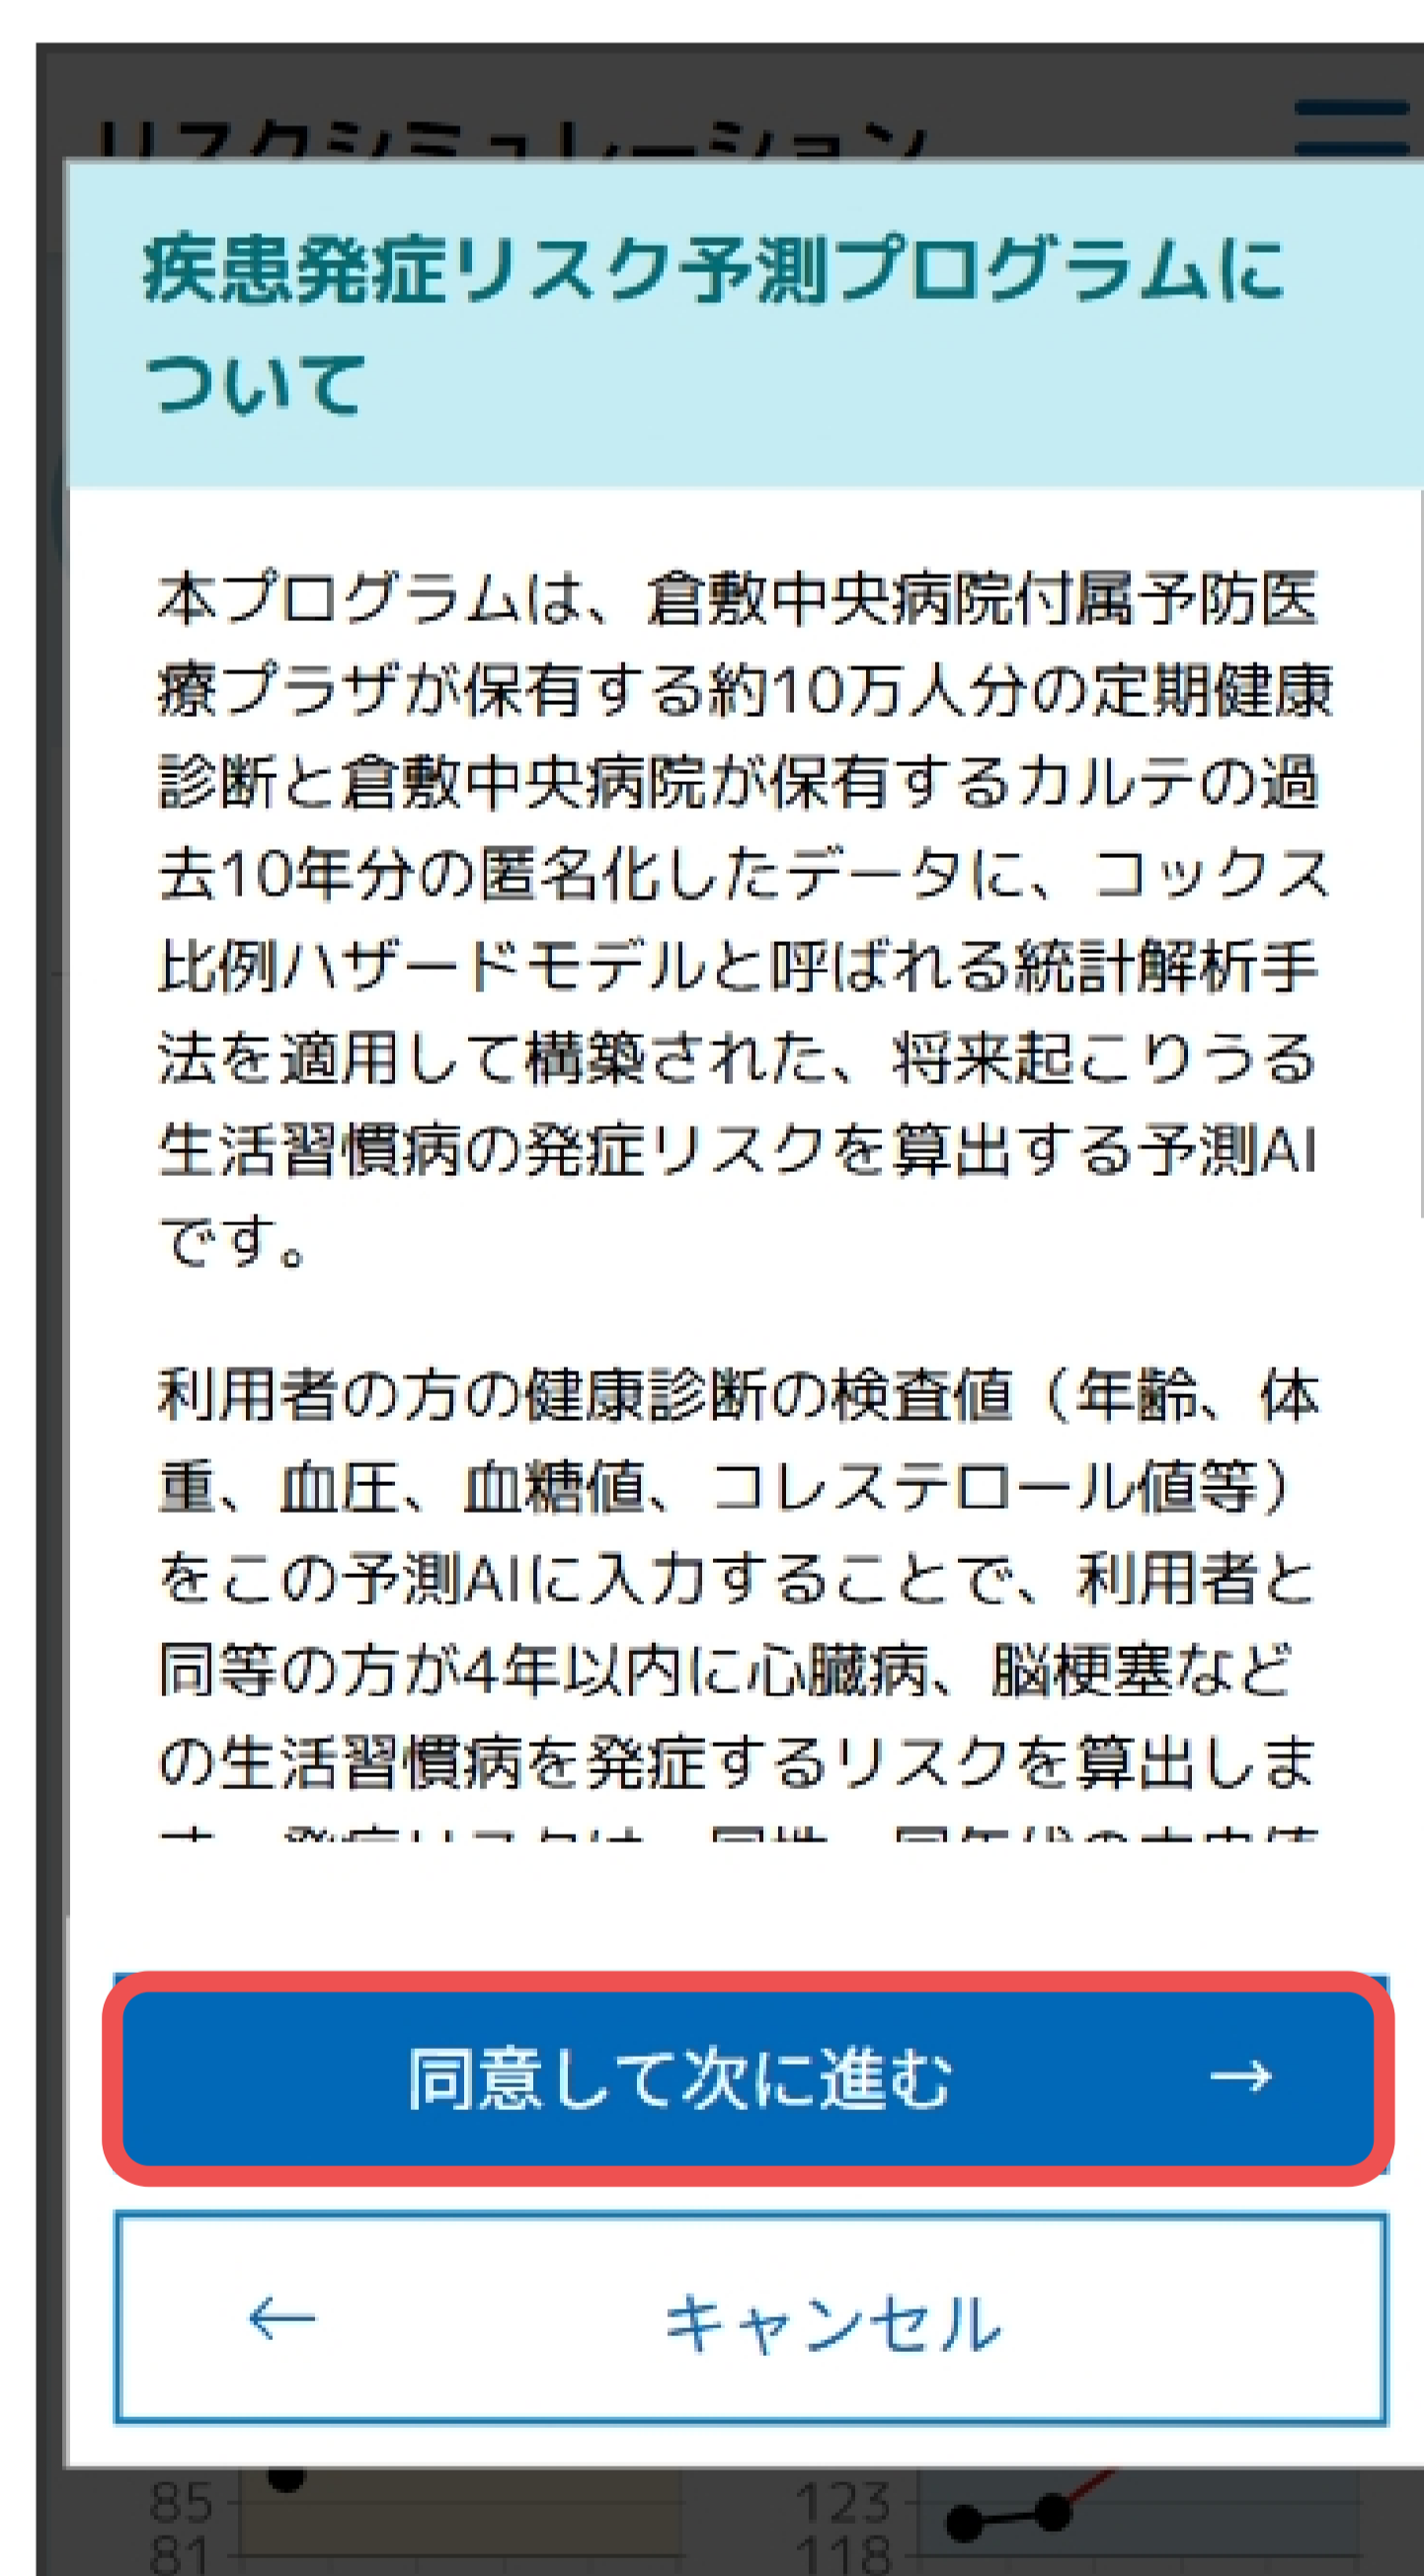 リスクシミュレーション
疾患発症リスク予測プログラムに
ついて
本プログラムは、倉敷中央病院付属予防医
療プラザが保有する約10万人分の定期健康
診断と倉敷中央病院が保有するカルテの過
去10年分の匿名化したデータに、コックス
比例ハザードモデルと呼ばれる統計解析手
法を適用して構築された、将来起こりうる
生活習慣病の発症リスクを算出する予測AI
です。
利用者の方の健康診断の検査値（年齢、体
重、血圧、血糖値、コレステロール値等）
をこの予測AIに入力することで、利用者と
同等の方が4年以内に心臓病、脳梗塞など
の生活習慣病を発症するリスクを算出しま
同意して次に進む →
← キャンセル
85 123
81 118